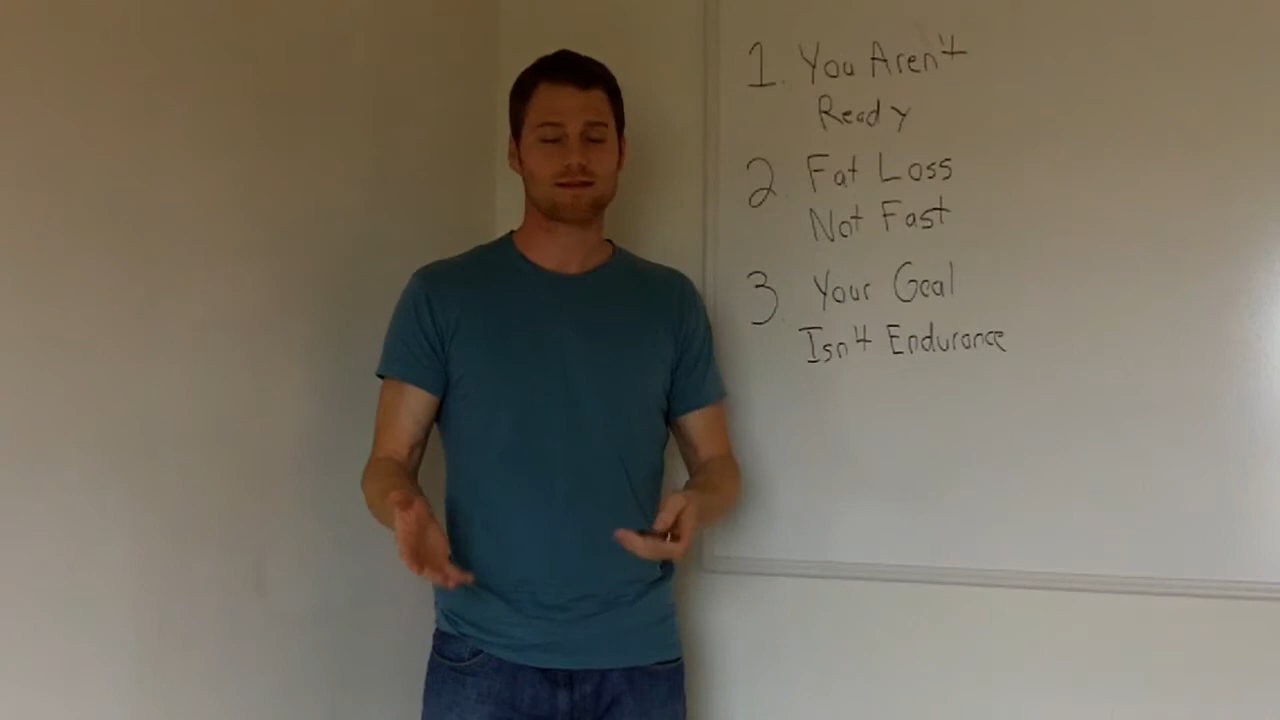 1. You Aren't
Ready
2. Fat Loss
Not Fast
3. Your Goal
Isn't Endurance